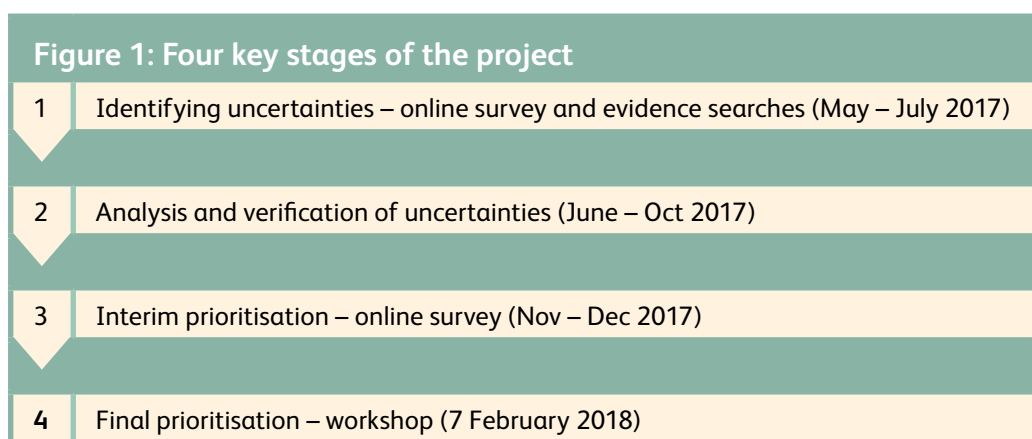 Figure 1: Four key stages of the project
1 Identifying uncertainties – online survey and evidence searches (May – July 2017)
2 Analysis and verification of uncertainties (June – Oct 2017)
3 Interim prioritisation – online survey (Nov – Dec 2017)
4 Final prioritisation – workshop (7 February 2018)